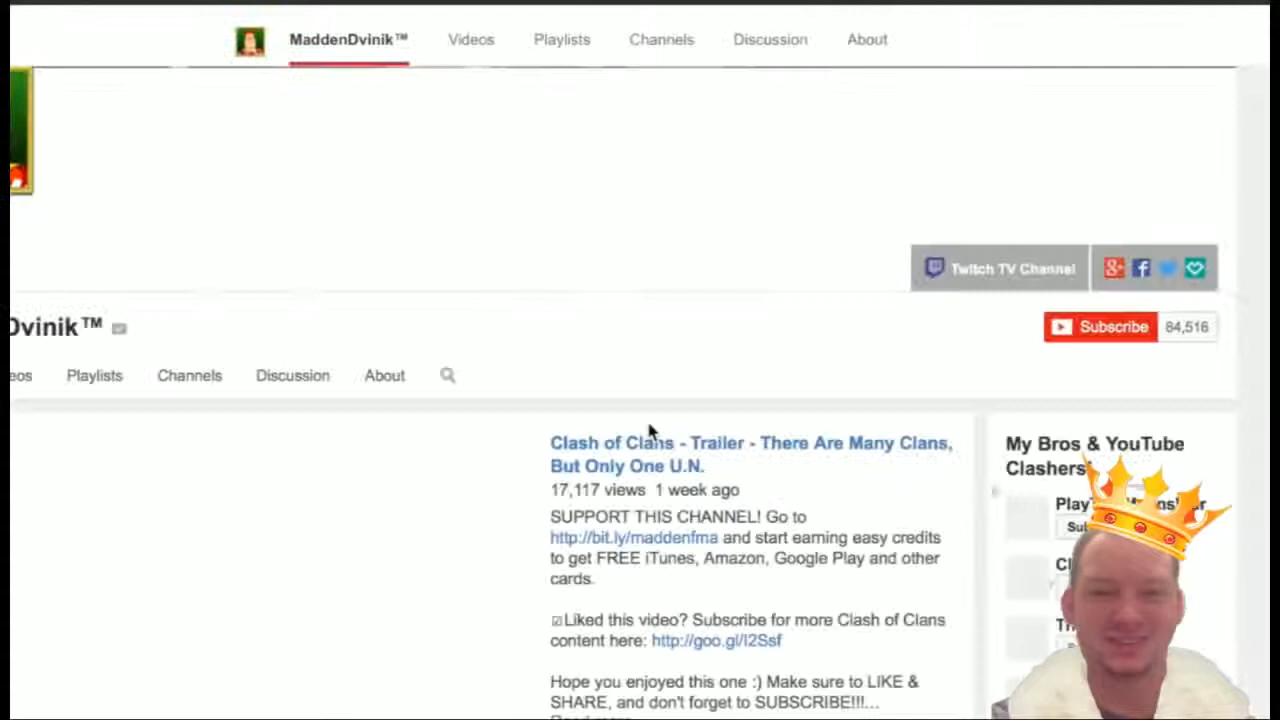 MaddenDvinik™ Videos Playlists Channels Discussion About
Twitch TV Channel
Dvinik™
Subscribe 84,516
eos Playlists Channels Discussion About
Clash of Clans - Trailer - There Are Many Clans,
But Only One U.N.
17,117 views 1 week ago
SUPPORT THIS CHANNEL! Go to
http://bit.ly/maddenfma and start earning easy credits
to get FREE iTunes, Amazon, Google Play and other
cards.
☑Liked this video? Subscribe for more Clash of Clans
content here: http://goo.gl/I2Ssf
Hope you enjoyed this one :) Make sure to LIKE &
SHARE, and don't forget to SUBSCRIBE!!!...
My Bros & YouTube
Clashers